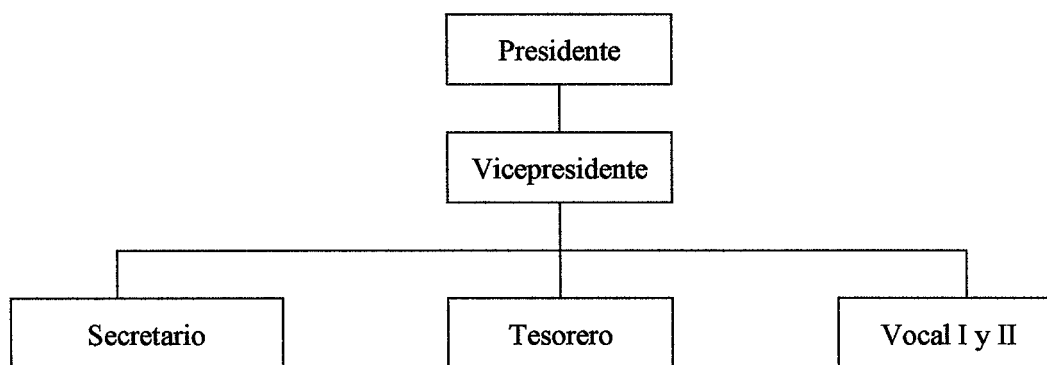 Presidente
Vicepresidente
Secretario
Tesorero
Vocal I y II